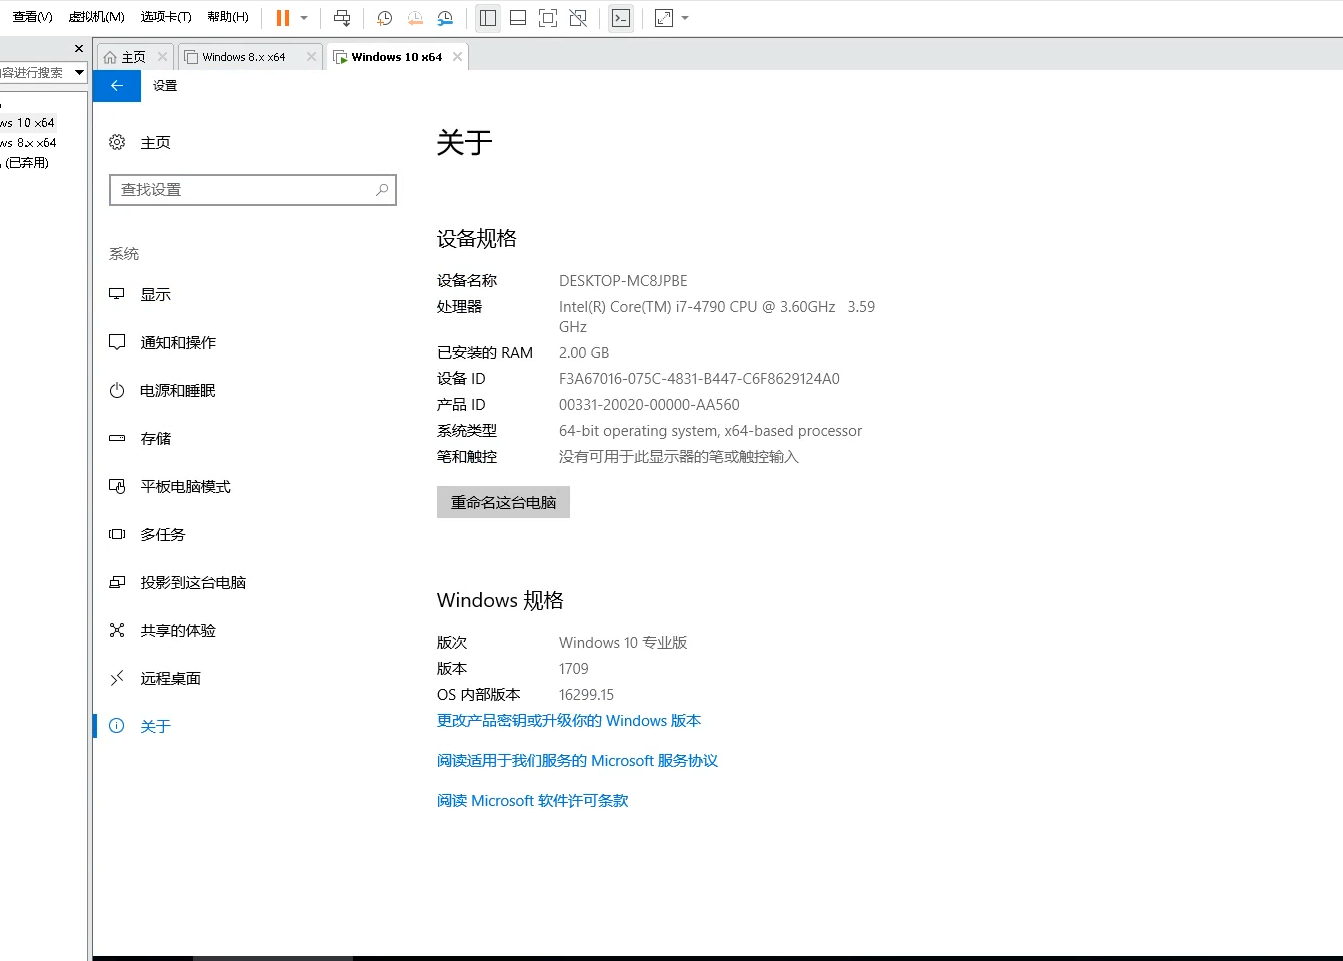 查看(V) 虚拟机(M) 选项卡(T) 帮助(H)
主页 Windows 8.x x64 Windows 10 x64
容进行搜索
设置
ws 10 x64
ws 8.x x64
(已弃用)
主页
查找设置
系统
显示
通知和操作
电源和睡眠
存储
平板电脑模式
多任务
投影到这台电脑
共享的体验
远程桌面
关于
关于
设备规格
设备名称 DESKTOP-MC8JPBE
处理器 Intel(R) Core(TM) i7-4790 CPU @ 3.60GHz 3.59
GHz
已安装的 RAM 2.00 GB
设备 ID F3A67016-075C-4831-B447-C6F8629124A0
产品 ID 00331-20020-00000-AA560
系统类型 64-bit operating system, x64-based processor
笔和触控 没有可用于此显示器的笔或触控输入
重命名这台电脑
Windows 规格
版次 Windows 10 专业版
版本 1709
OS 内部版本 16299.15
更改产品密钥或升级你的 Windows 版本
阅读适用于我们服务的 Microsoft 服务协议
阅读 Microsoft 软件许可条款